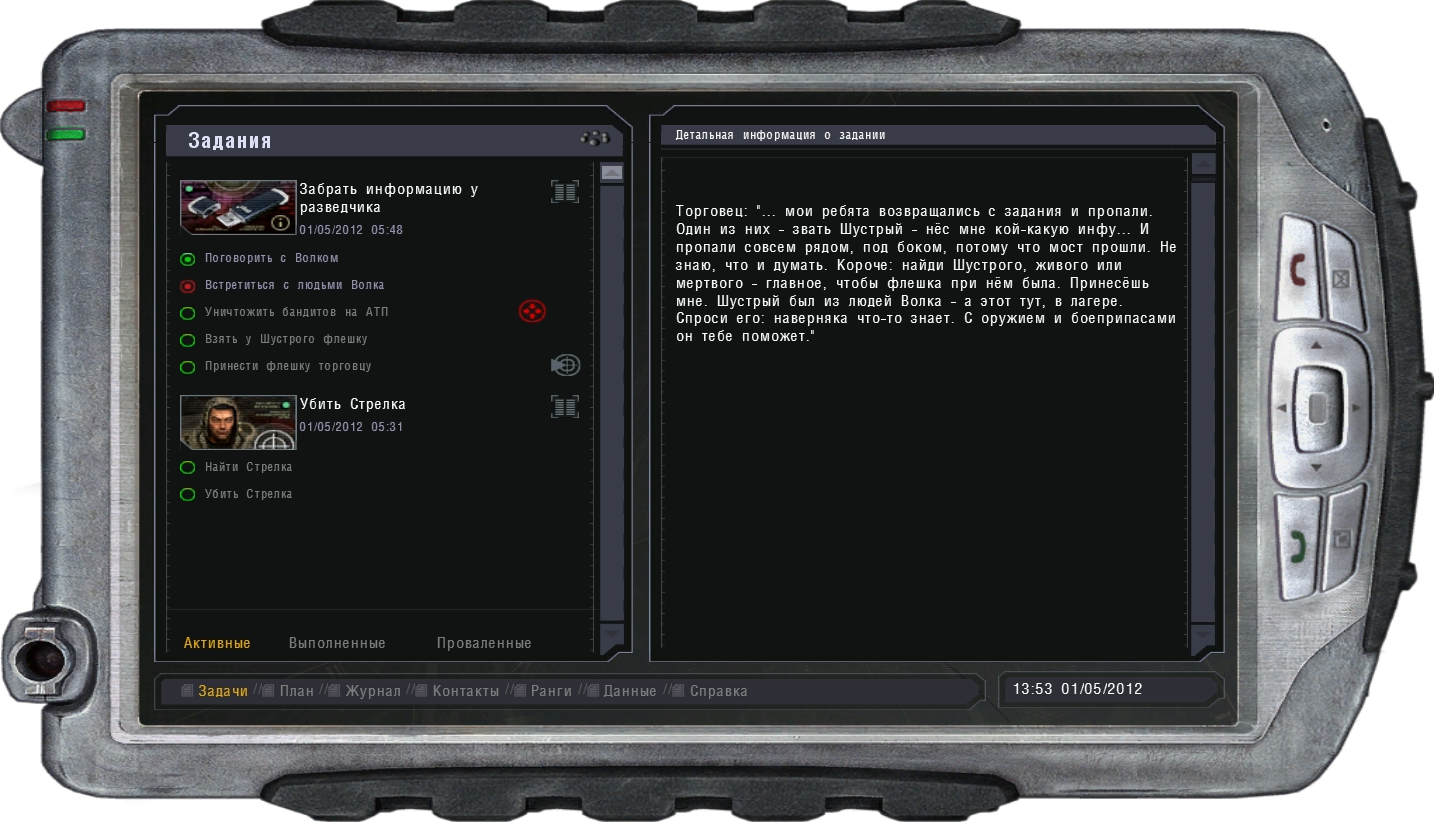 Задания
Забрать информацию у
разведчика
01/05/2012 05:48
Поговорить с Волком
Встретиться с людьми Волка
Уничтожить бандитов на АТП
Взять у Шустрого флешку
Принести флешку торговцу
Убить Стрелка
01/05/2012 05:31
Найти Стрелка
Убить Стрелка
Активные Выполненные Проваленные
Детальная информация о задании
Торговец: "... мои ребята возвращались с задания и пропали.
Один из них - звать Шустрый - нёс мне кой-какую инфу... И
пропали совсем рядом, под боком, потому что мост прошли. Не
знаю, что и думать. Короче: найди Шустрого, живого или
мертвого - главное, чтобы флешка при нём была. Принесёшь
мне. Шустрый был из людей Волка - а этот тут, в лагере.
Спроси его: наверняка что-то знает. С оружием и боеприпасами
он тебе поможет."
Задачи // План // Журнал // Контакты // Ранги // Данные // Справка
13:53 01/05/2012